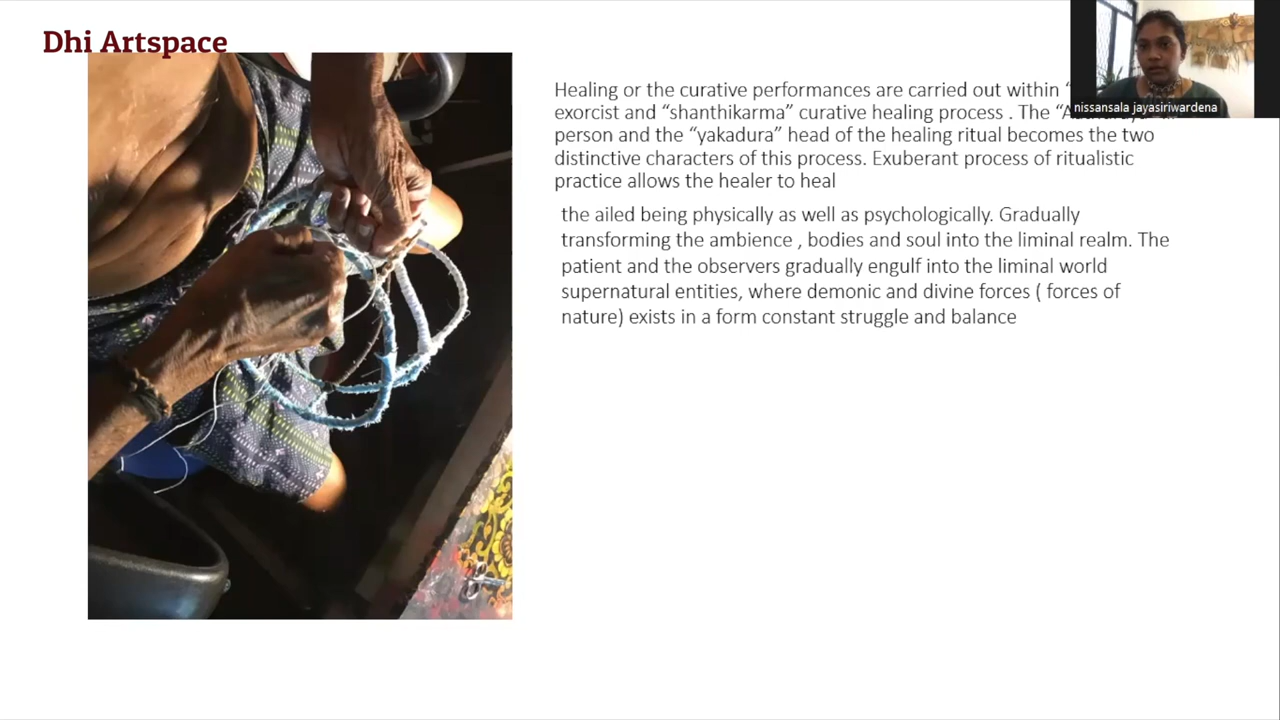 Dhi Artspace
Healing or the curative performances are carried out within “
exorcist and “shanthikarma” curative healing process . The “
person and the “yakadura” head of the healing ritual becomes the two
distinctive characters of this process. Exuberant process of ritualistic
practice allows the healer to heal
the ailed being physically as well as psychologically. Gradually
transforming the ambience , bodies and soul into the liminal realm. The
patient and the observers gradually engulf into the liminal world
supernatural entities, where demonic and divine forces ( forces of
nature) exists in a form constant struggle and balance
nissansala jayasiriwardena